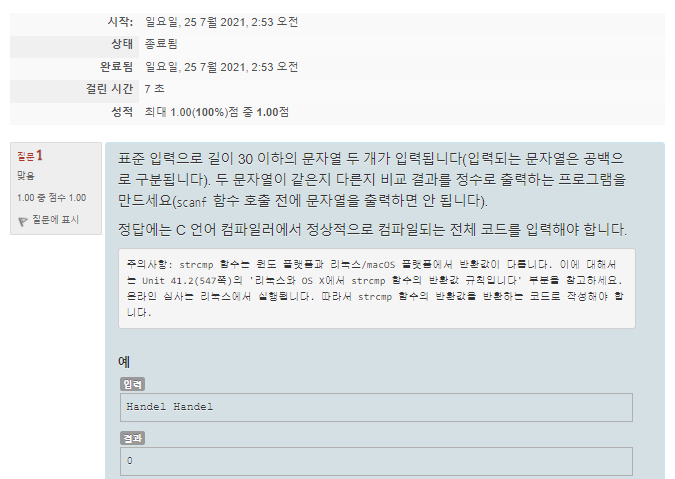 시작: 일요일, 25 7월 2021, 2:53 오전
상태 종료됨
완료됨 일요일, 25 7월 2021, 2:53 오전
걸린 시간 7 초
성적 최대 1.00(100%)점 중 1.00점
질문 1
맞음
1.00 중 점수 1.00
질문에 표시
표준 입력으로 길이 30 이하의 문자열 두 개가 입력됩니다(입력되는 문자열은 공백으
로 구분됩니다). 두 문자열이 같은지 다른지 비교 결과를 정수로 출력하는 프로그램을
만드세요(scanf 함수 호출 전에 문자열을 출력하면 안 됩니다).
정답에는 C 언어 컴파일러에서 정상적으로 컴파일되는 전체 코드를 입력해야 합니다.
주의사항: strcmp 함수는 윈도 플랫폼과 리눅스/macOS 플랫폼에서 반환값이 다릅니다. 이에 대해서
는 Unit 41.2(547쪽)의 '리눅스와 OS X에서 strcmp 함수의 반환값 규칙입니다' 부분을 참고하세요.
온라인 심사는 리눅스에서 실행됩니다. 따라서 strcmp 함수의 반환값을 반환하는 코드로 작성해야 합
니다.
예
입력
Handel Handel
결과
0